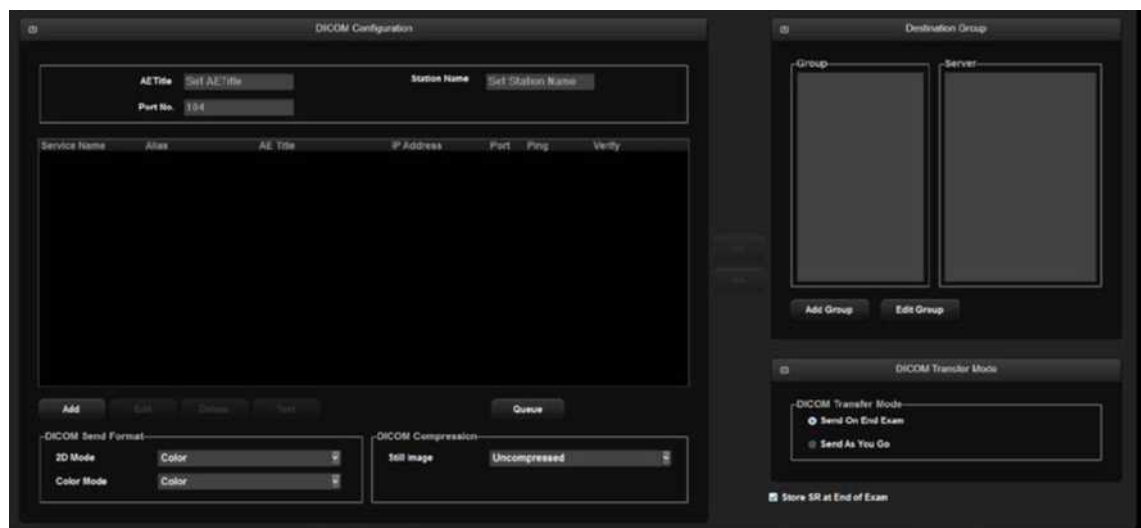 DICOM Configuration
AETitle Set AETitle Station Name Set Station Name
Port No. 104
Service Name Alias AE Title IP Address Port Ping Verify
Add Edit Delete Test Queue
DICOM Send Format
2D Mode Color
Color Mode Color
DICOM Compression
Still Image Uncompressed
Destination Group
Group Server
Add Group Edit Group
DICOM Transfer Mode
DICOM Transfer Mode
Send On End Exam
Send As You Go
Store SR at End of Exam